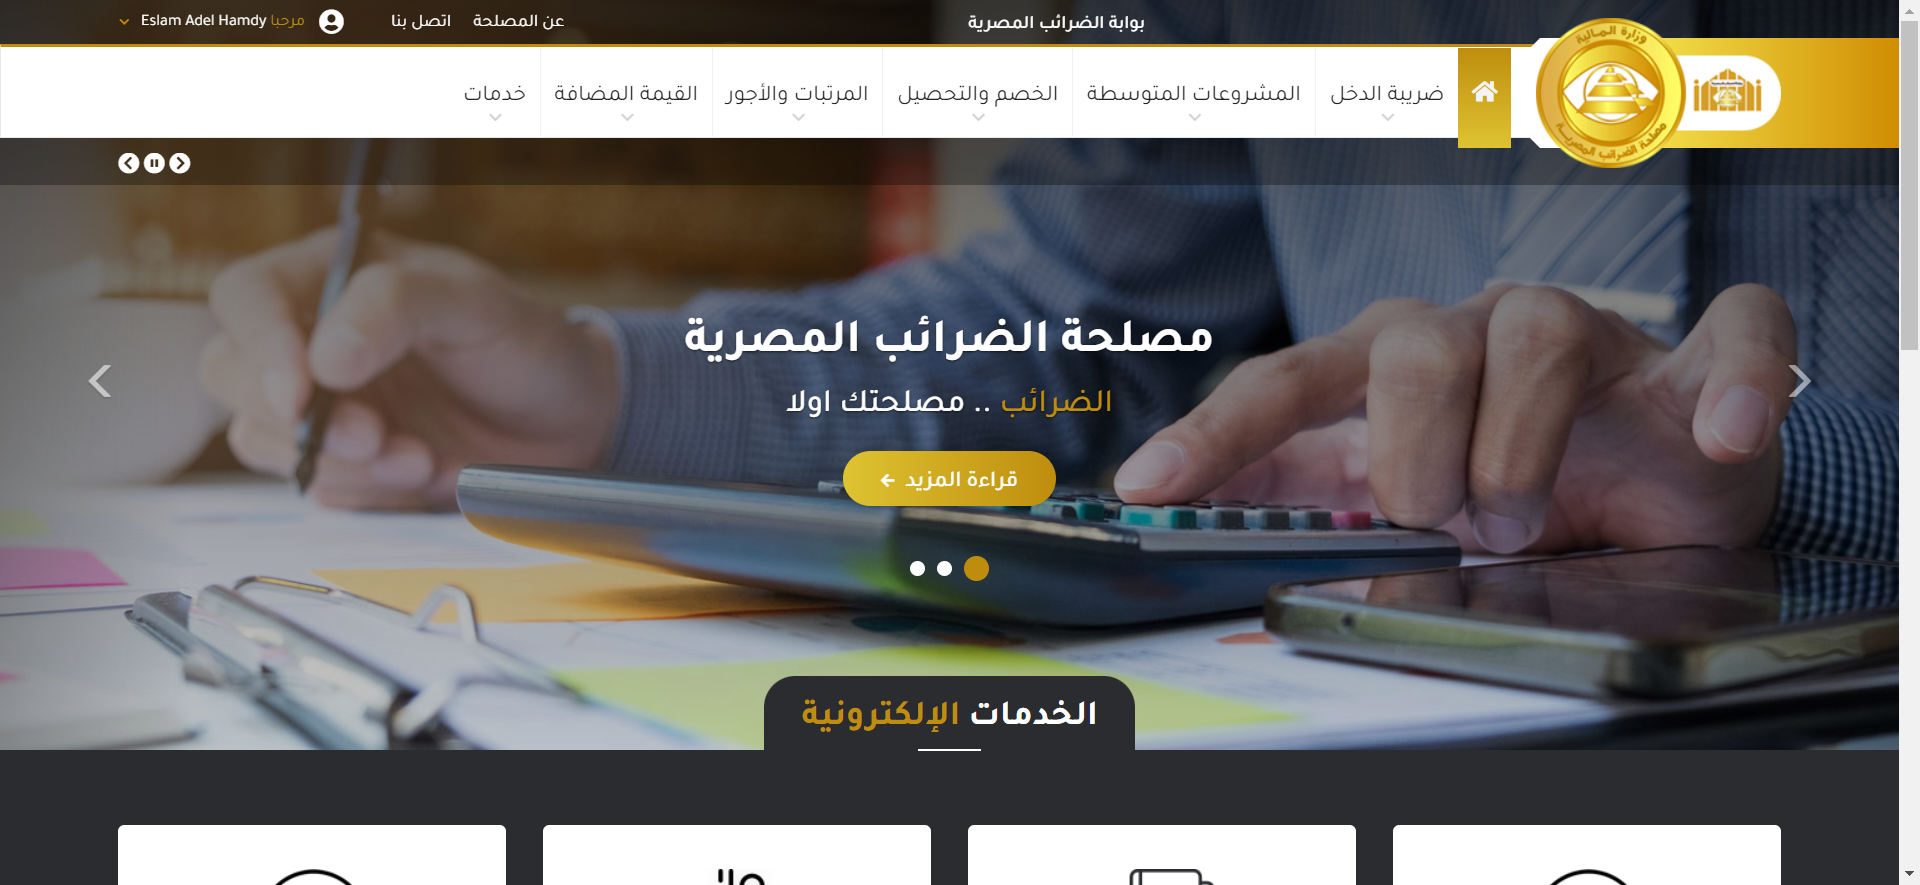 بوابة الضرائب المصرية
عن المصلحة
اتصل بنا
مرحبا Eslam Adel Hamdy
وزارة المالية
مصلحة الضرائب المصرية
ضريبة الدخل
المشروعات المتوسطة
الخصم والتحصيل
المرتبات والأجور
القيمة المضافة
خدمات
مصلحة الضرائب المصرية
الضرائب .. مصلحتك اولا
قراءة المزيد
الخدمات الإلكترونية